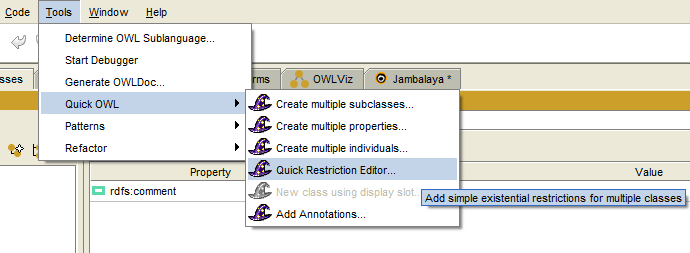 Code Tools Window Help
Determine OWL Sublanguage...
Start Debugger
Generate OWLDoc...
Quick OWL
Patterns
Refactor
sses
rms
OWLViz
Jambalaya *
Create multiple subclasses...
Create multiple properties...
Create multiple individuals...
Quick Restriction Editor...
New class using display slot...
Add Annotations...
Add simple existential restrictions for multiple classes
Property Value
rdfs:comment